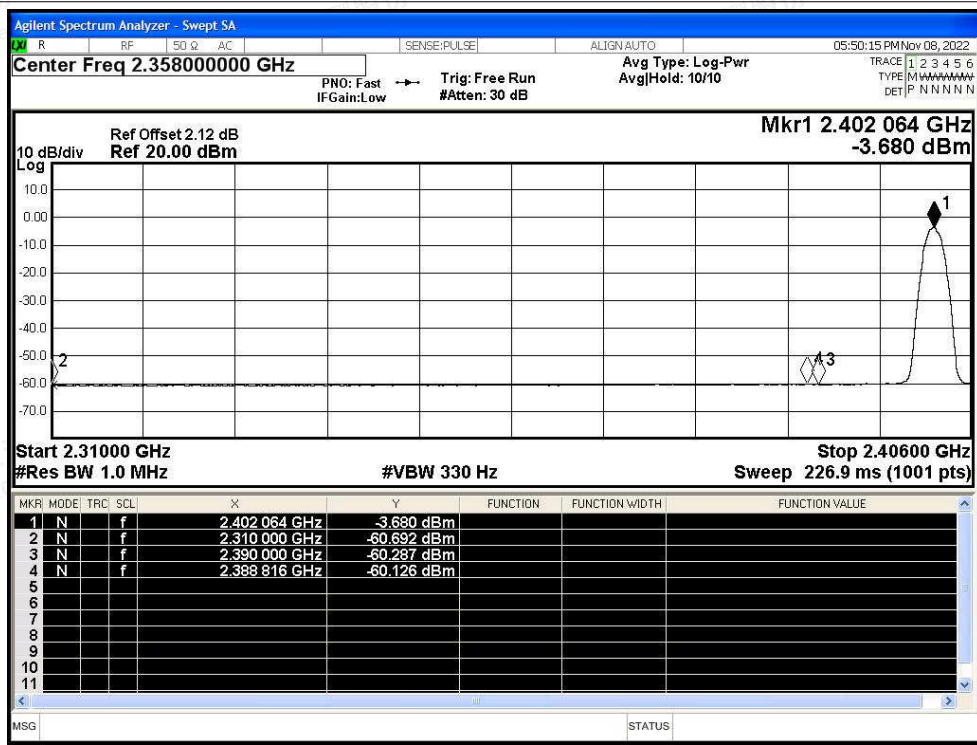 Agilent Spectrum Analyzer - Swept SA
LXI R RF 50 Ω AC SENSE:PULSE ALIGN AUTO 05:50:15 PM Nov 08, 2022
Center Freq 2.358000000 GHz
PNO: Fast Trig: Free Run Avg Type: Log-Pwr TRACE 1 2 3 4 5 6
IFGain:Low #Atten: 30 dB Avg|Hold: 10/10 TYPE M WWWWW
DET P N N N N N
Ref Offset 2.12 dB Mkr1 2.402 064 GHz
10 dB/div Ref 20.00 dBm -3.680 dBm
Log
10.0
0.00
-10.0
-20.0
-30.0
-40.0
-50.0
-60.0
-70.0
1
2
4 3
Start 2.31000 GHz Stop 2.40600 GHz
#Res BW 1.0 MHz #VBW 330 Hz Sweep 226.9 ms (1001 pts)
MKR MODE TRC SCL X Y FUNCTION FUNCTION WIDTH FUNCTION VALUE
1 N f 2.402 064 GHz -3.680 dBm
2 N f 2.310 000 GHz -60.692 dBm
3 N f 2.390 000 GHz -60.287 dBm
4 N f 2.388 816 GHz -60.126 dBm
5
6
7
8
9
10
11
MSG STATUS